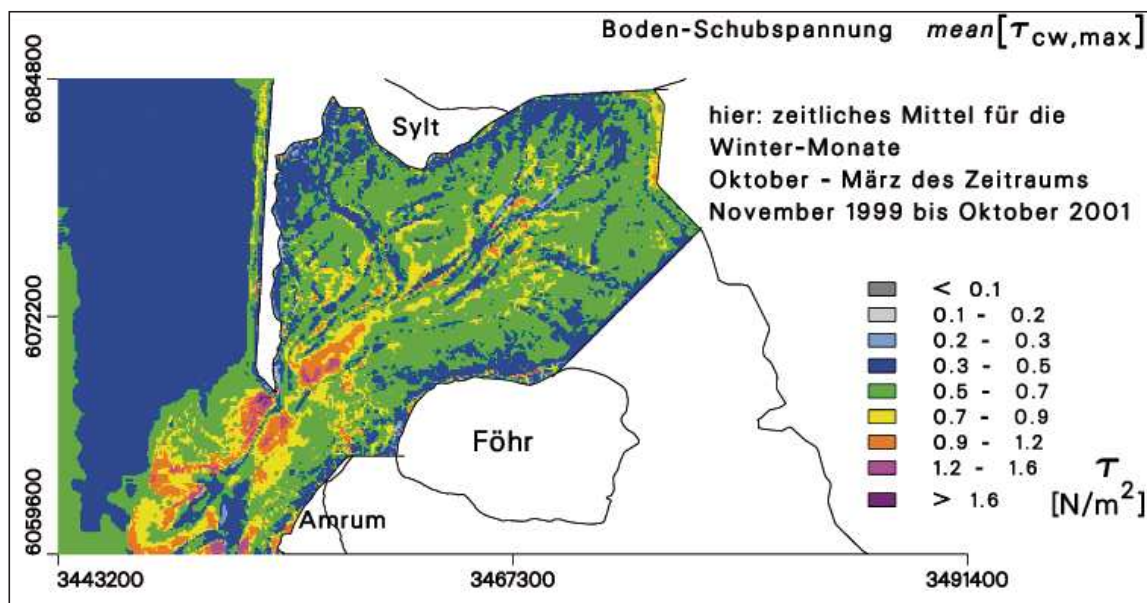 Boden-Schubspannung mean[τcw,max]
hier: zeitliches Mittel für die
Winter-Monate
Oktober - März des Zeitraums
November 1999 bis Oktober 2001
Sylt
Föhr
Amrum
< 0.1
0.1 - 0.2
0.2 - 0.3
0.3 - 0.5
0.5 - 0.7
0.7 - 0.9
0.9 - 1.2
1.2 - 1.6
> 1.6
τ
[N/m²]
6084800
6072200
6059600
3443200
3467300
3491400